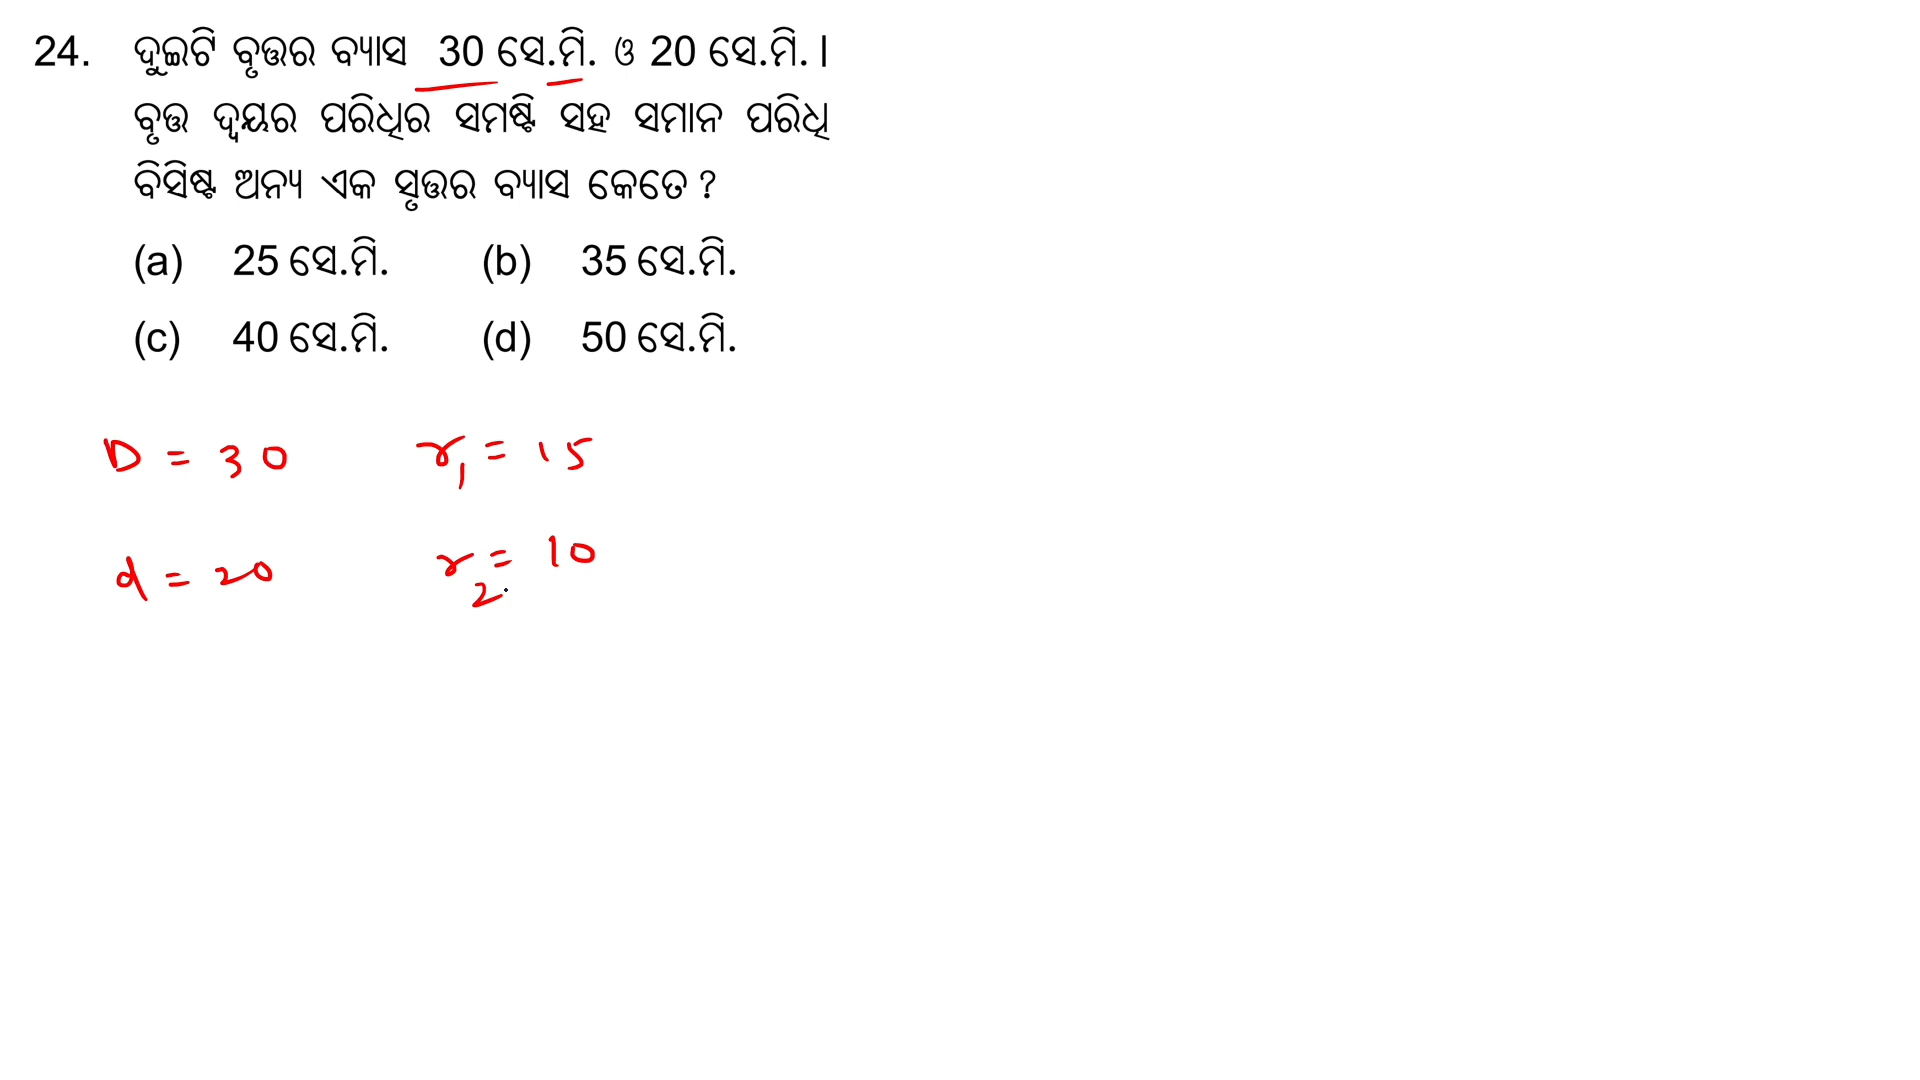 24. ଦୁଇଟି ବୃତ୍ତର ବ୍ୟାସ 30 ସେ.ମି. ଓ 20 ସେ.ମି. ।
ବୃତ୍ତ ଦ୍ୱୟର ପରିଧିର ସମଷ୍ଟି ସହ ସମାନ ପରିଧି
ବିସିଷ୍ଟ ଅନ୍ୟ ଏକ ସୃତ୍ତର ବ୍ୟାସ କେତେ ?
(a) 25 ସେ.ମି. (b) 35 ସେ.ମି.
(c) 40 ସେ.ମି. (d) 50 ସେ.ମି.
D = 30 r₁ = 15
d = 20 r₂ = 10